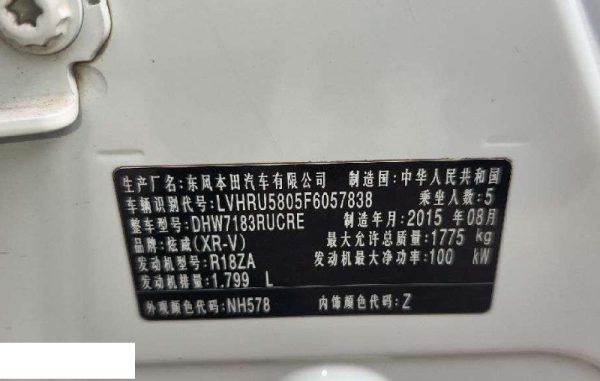 生产厂名:东风本田汽车有限公司 制造国:中华人民共和国
车辆识别代号:LVHRU5805F6057838 乘坐人数:5
整车型号:DHW7183RUCRE 制造年月:2015年08月
品型:炫威(XR-V) 最大允许总质量:1775 kg
发动机型号:R18ZA 发动机最大净功率:100 kW
发动机排量:1.799 L
外观颜色代码:NH578 内饰颜色代码:Z